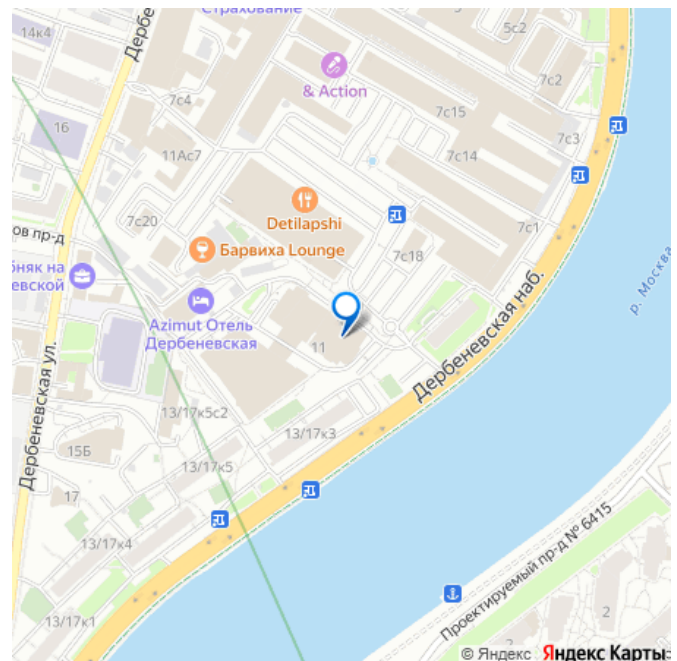 Страхование
14к4
Дербе
5с2
& Action
7с2
7с4
7с15
16
7с3
11Ас7
7с14
Detilapshi
7с20
7с1
ов пр-д
Барвиха Lounge
7с18
бняк на
евской
р. Москва
Azimut Отель
Дербеневская
11
Дербеневская наб.
Дербеневская ул.
13/17к5с2
13/17к3
15Б
13/17к5
17
13/17к4
Проектируемый пр-д № 6415
13/17к1
2
2
© Яндекс Яндекс Карты